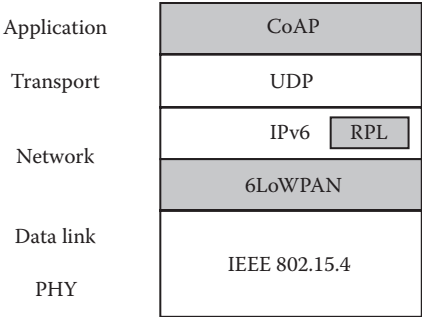 Application CoAP
Transport UDP
IPv6 RPL
Network
6LoWPAN
Data link
IEEE 802.15.4
PHY